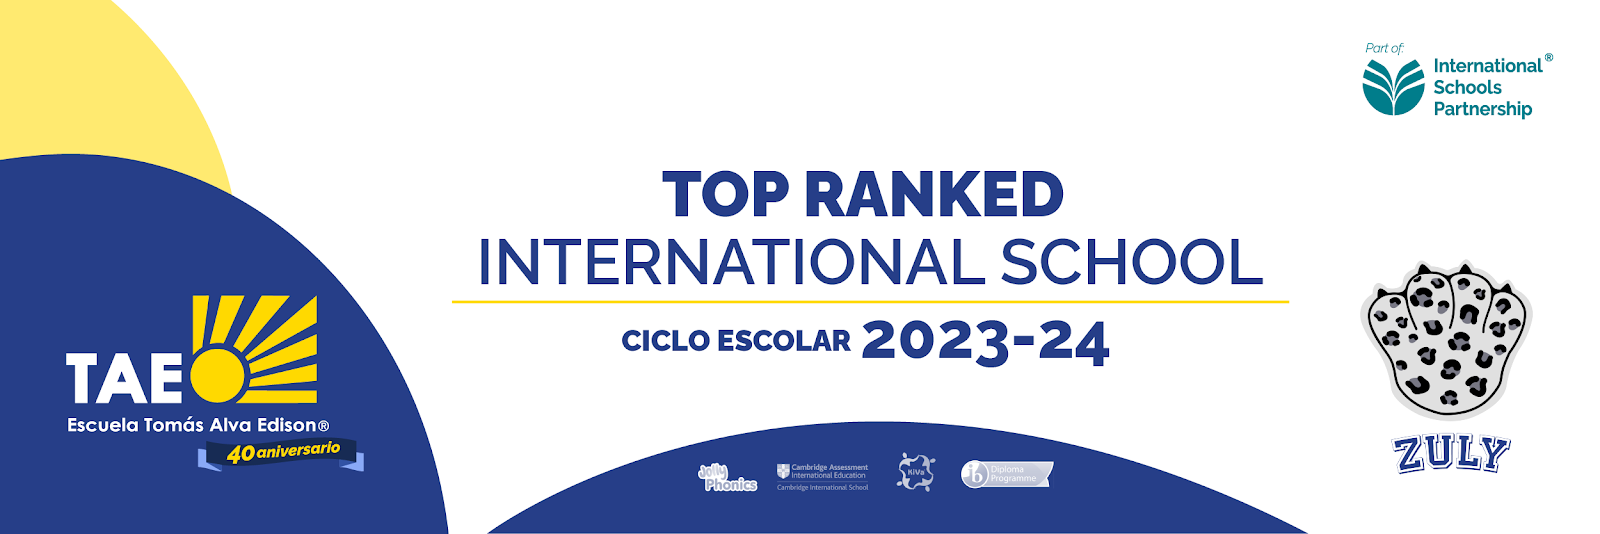 Part of:
International®
Schools
Partnership
TOP RANKED
INTERNATIONAL SCHOOL
CICLO ESCOLAR 2023-24
TAE
Escuela Tomás Alva Edison®
40 aniversario
ZULY
Jolly
Phonics
Cambridge Assessment
International Education
Cambridge International School
KiVa
ib Diploma
Programme